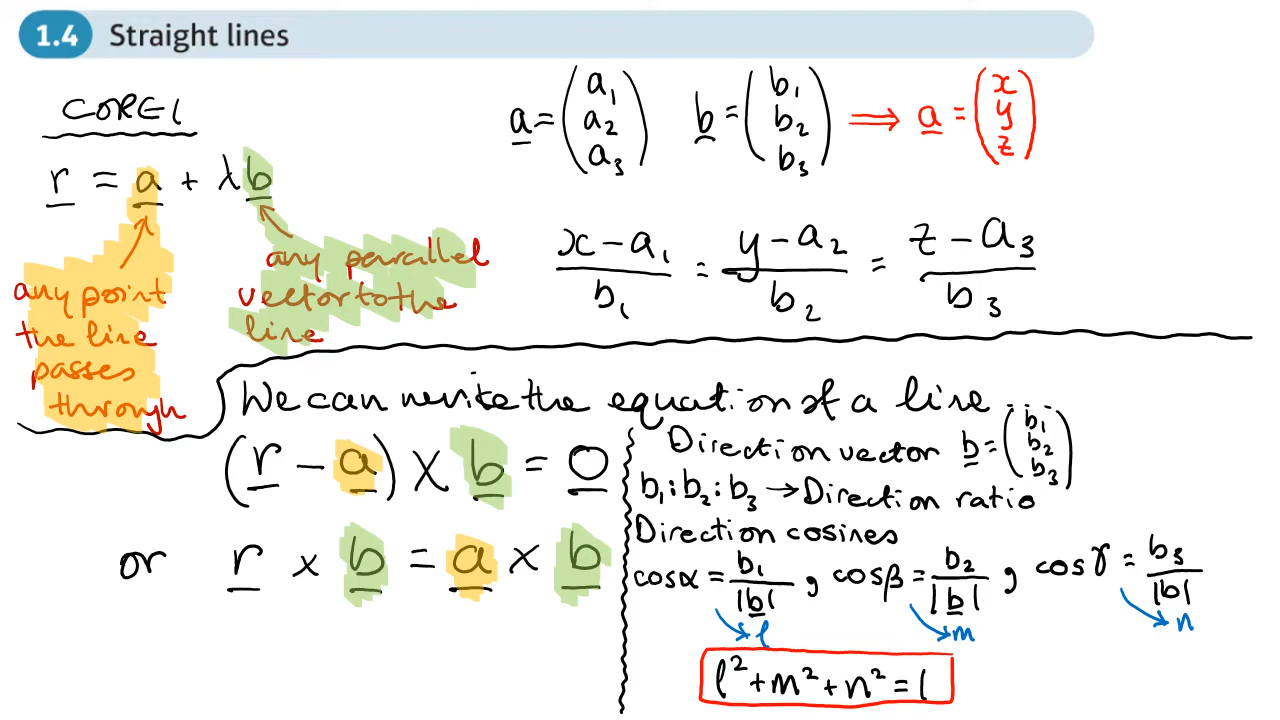 1.4 Straight lines
CORE 1
r = a + λb
any point
the line
passes
through
any parallel
vector to the
line
a = (a₁ a₂ a₃) b = (b₁ b₂ b₃) ⟹ a = (x y z)
(x − a₁)/b₁ = (y − a₂)/b₂ = (z − a₃)/b₃
We can rewrite the equation of a line...
(r − a) × b = 0
or r × b = a × b
Direction vector b = (b₁ b₂ b₃)
b₁ : b₂ : b₃ → Direction ratio
Direction cosines
cos α = b₁/|b| , cos β = b₂/|b| , cos γ = b₃/|b|
l m n
l² + m² + n² = 1